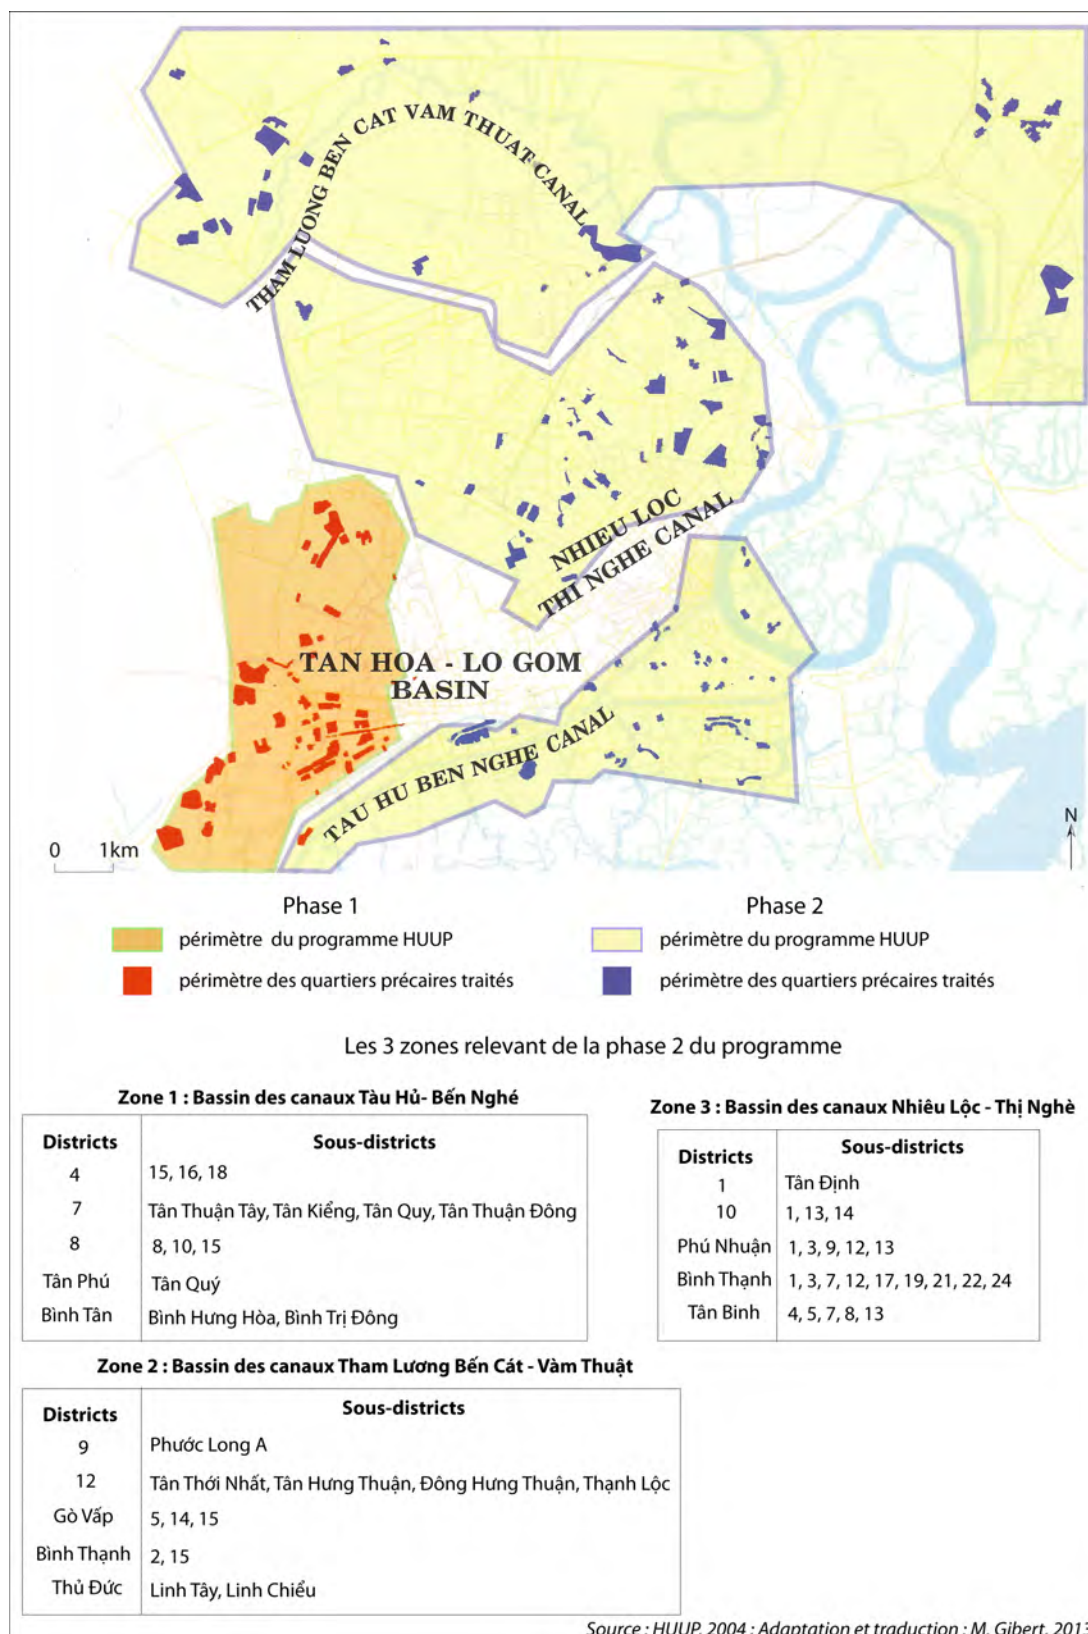 THAM LUONG BEN CAT VAM THUAT CANAL
NHIEU LOC
THI NGHE CANAL
TAN HOA - LO GOM
BASIN
TAU HU BEN NGHE CANAL
0 1km
N
Phase 1
périmètre du programme HUUP
périmètre des quartiers précaires traités
Phase 2
périmètre du programme HUUP
périmètre des quartiers précaires traités
Les 3 zones relevant de la phase 2 du programme
Zone 1 : Bassin des canaux Tàu Hủ- Bến Nghé
Districts Sous-districts
4 15, 16, 18
7 Tân Thuận Tây, Tân Kiểng, Tân Quy, Tân Thuận Đông
8 8, 10, 15
Tân Phú Tân Quý
Bình Tân Bình Hưng Hòa, Bình Trị Đông
Zone 3 : Bassin des canaux Nhiêu Lộc - Thị Nghè
Districts Sous-districts
1 Tân Định
10 1, 13, 14
Phú Nhuận 1, 3, 9, 12, 13
Bình Thạnh 1, 3, 7, 12, 17, 19, 21, 22, 24
Tân Binh 4, 5, 7, 8, 13
Zone 2 : Bassin des canaux Tham Lương Bến Cát - Vàm Thuật
Districts Sous-districts
9 Phước Long A
12 Tân Thới Nhất, Tân Hưng Thuận, Đông Hưng Thuận, Thạnh Lộc
Gò Vấp 5, 14, 15
Bình Thạnh 2, 15
Thủ Đức Linh Tây, Linh Chiểu
Source : HUUP, 2004 ; Adaptation et traduction : M. Gibert, 2013